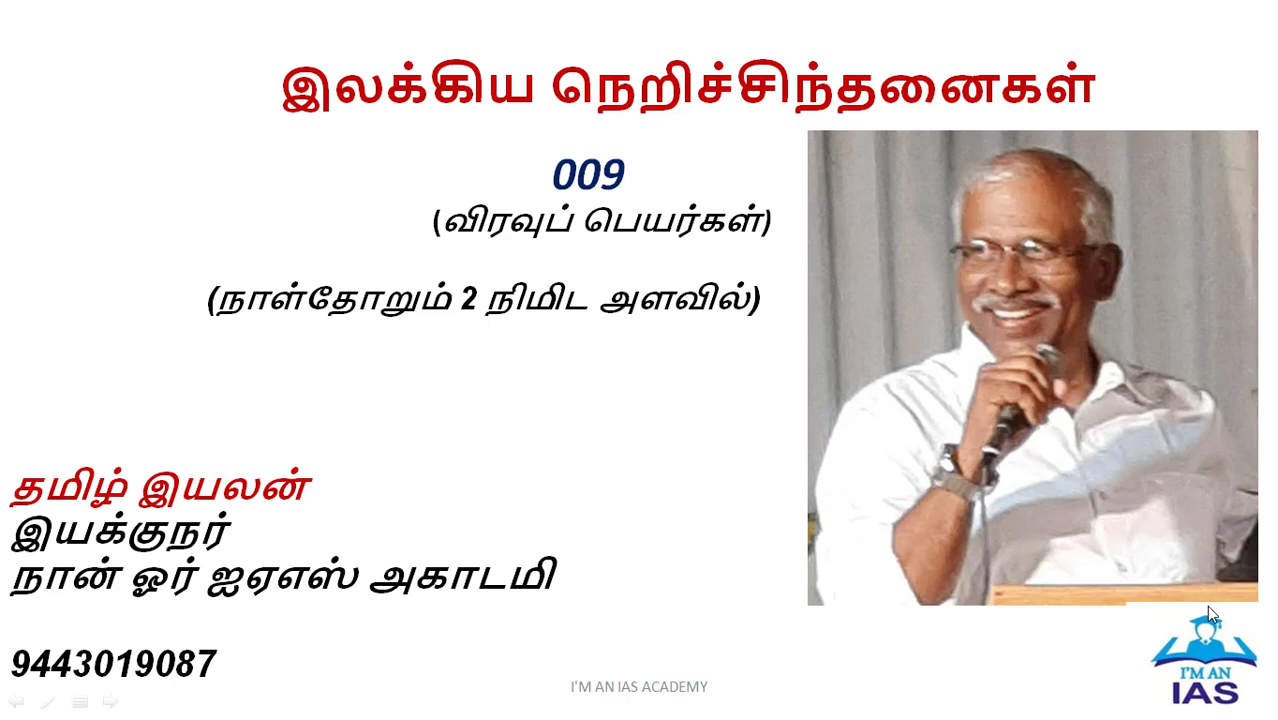 இலக்கிய நெறிச்சிந்தனைகள்
009
(விரவுப் பெயர்கள்)
(நாள்தோறும் 2 நிமிட அளவில்)
தமிழ் இயலன்
இயக்குநர்
நான் ஓர் ஐஏஎஸ் அகாடமி
9443019087
I'M AN IAS ACADEMY
I'M AN
IAS